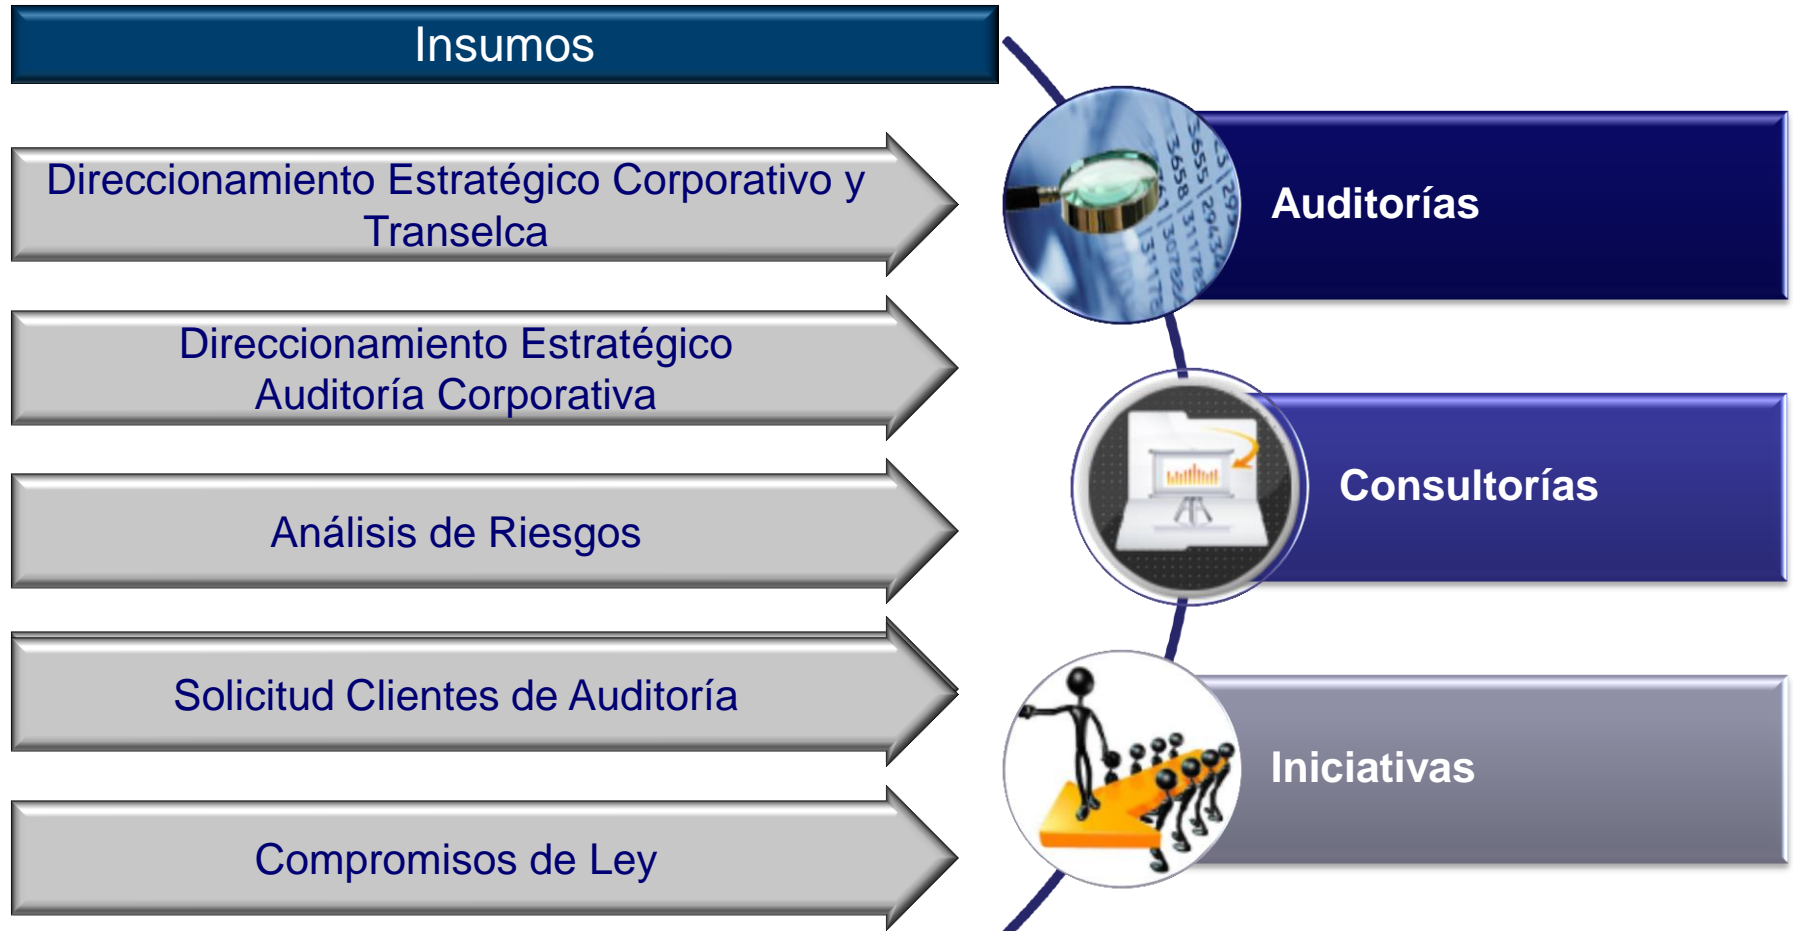 Insumos
Direccionamiento Estratégico Corporativo y
Transelca
Direccionamiento Estratégico
Auditoría Corporativa
Análisis de Riesgos
Solicitud Clientes de Auditoría
Compromisos de Ley
Auditorías
Consultorías
Iniciativas